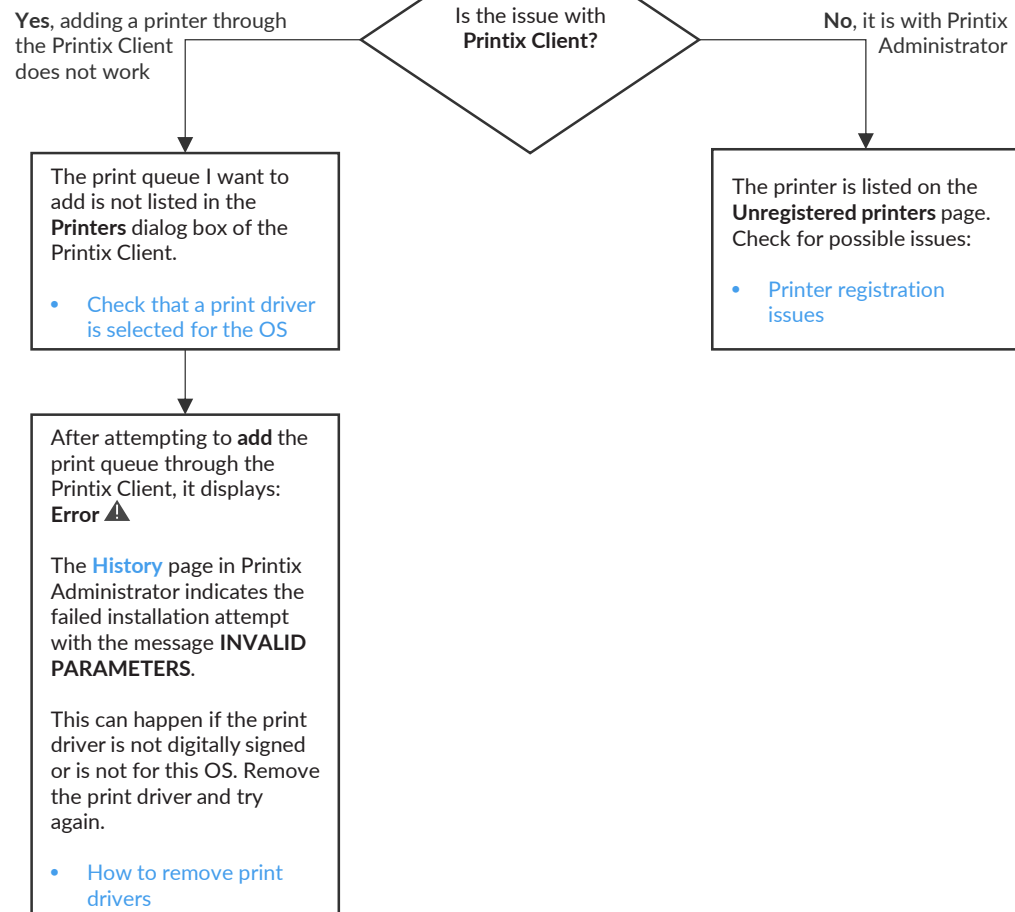 Yes, adding a printer through
the Printix Client
does not work
Is the issue with
Printix Client?
No, it is with Printix
Administrator
The print queue I want to
add is not listed in the
Printers dialog box of the
Printix Client.
• Check that a print driver
is selected for the OS
The printer is listed on the
Unregistered printers page.
Check for possible issues:
• Printer registration
issues
After attempting to add the
print queue through the
Printix Client, it displays:
Error
The History page in Printix
Administrator indicates the
failed installation attempt
with the message INVALID
PARAMETERS.
This can happen if the print
driver is not digitally signed
or is not for this OS. Remove
the print driver and try
again.
• How to remove print
drivers